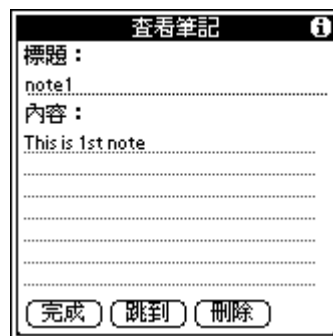 查看筆記 i
標題：
note1
內容：
This is 1st note
完成 跳到 刪除